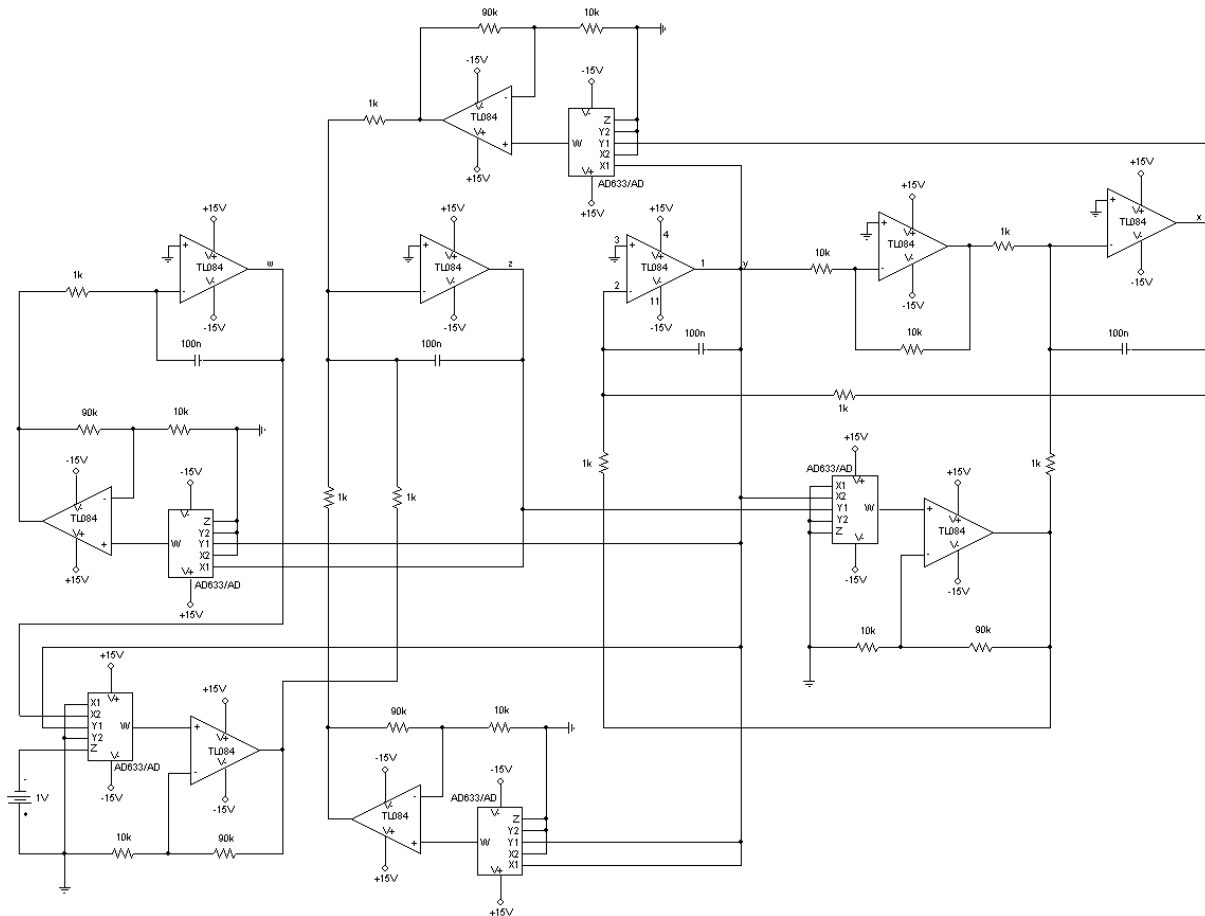 90k 10k
-15V
-15V
1k
V-
-
TL084
V+
+
V-
Z
Y2
Y1
X2
X1
W
V+
+15V
AD633/AD
+15V
+15V
+
V+
TL084
V-
-
-15V
x
+15V
+
V+
TL084
V-
-
-15V
w
1k
100n
+15V
+
V+
TL084
V-
-
-15V
z
100n
+15V
4
3
+
V+
TL084
V-
2
-
11
1
y
-15V
100n
10k
+15V
+
V+
TL084
V-
-
-15V
10k
1k
100n
1k
90k 10k
-15V
-15V
V-
-
TL084
V+
+
+15V
V-
Z
Y2
Y1
X2
X1
W
V+
AD633/AD
+15V
1k
1k
1k
1k
+15V
AD633/AD
V+
X1
X2
Y1
Y2
Z
W
V-
-15V
+15V
+
V+
TL084
V-
-
-15V
10k 90k
+15V
V+
X1
X2
Y1
Y2
Z
W
V-
AD633/AD
-15V
+15V
+
V+
TL084
V-
-
-15V
-
1V
+
10k 90k
90k 10k
-15V
-15V
V-
-
TL084
V+
+
+15V
AD633/AD
V-
Z
Y2
Y1
X2
X1
W
V+
+15V